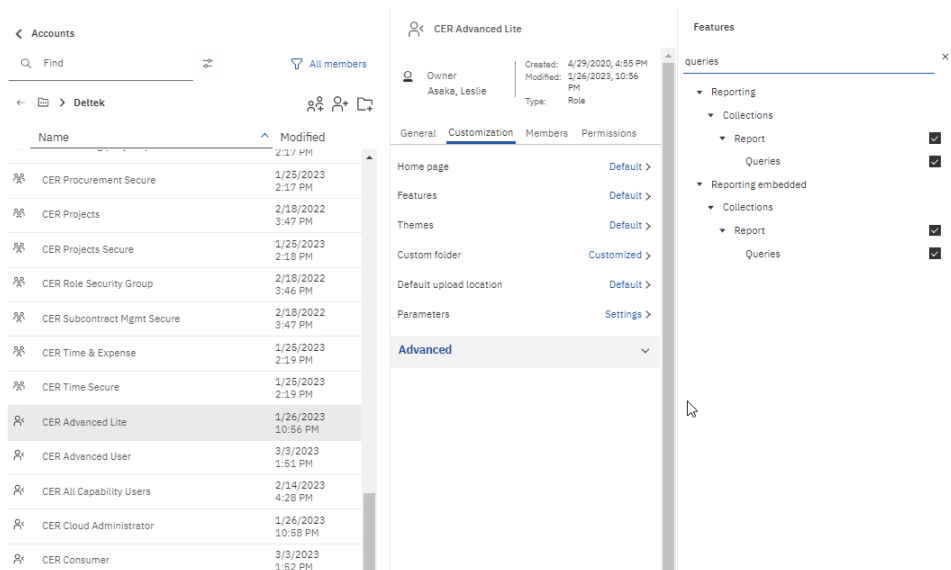 Accounts
Find
All members
Deltek
Name
Modified
2:17 PM
CER Procurement Secure
1/25/2023
2:17 PM
CER Projects
2/18/2022
3:47 PM
CER Projects Secure
1/25/2023
2:18 PM
CER Role Security Group
2/18/2022
3:46 PM
CER Subcontract Mgmt Secure
2/18/2022
3:47 PM
CER Time & Expense
1/25/2023
2:19 PM
CER Time Secure
1/25/2023
2:19 PM
CER Advanced Lite
1/26/2023
10:56 PM
CER Advanced User
3/3/2023
1:51 PM
CER All Capability Users
2/14/2023
4:28 PM
CER Cloud Administrator
1/26/2023
10:58 PM
CER Consumer
3/3/2023
1:52 PM
CER Advanced Lite
Owner
Asaka, Leslie
Created: 4/29/2020, 4:55 PM
Modified: 1/26/2023, 10:56
PM
Type: Role
General Customization Members Permissions
Home page Default
Features Default
Themes Default
Custom folder Customized
Default upload location Default
Parameters Settings
Advanced
Features
queries
Reporting
Collections
Report
Queries
Reporting embedded
Collections
Report
Queries